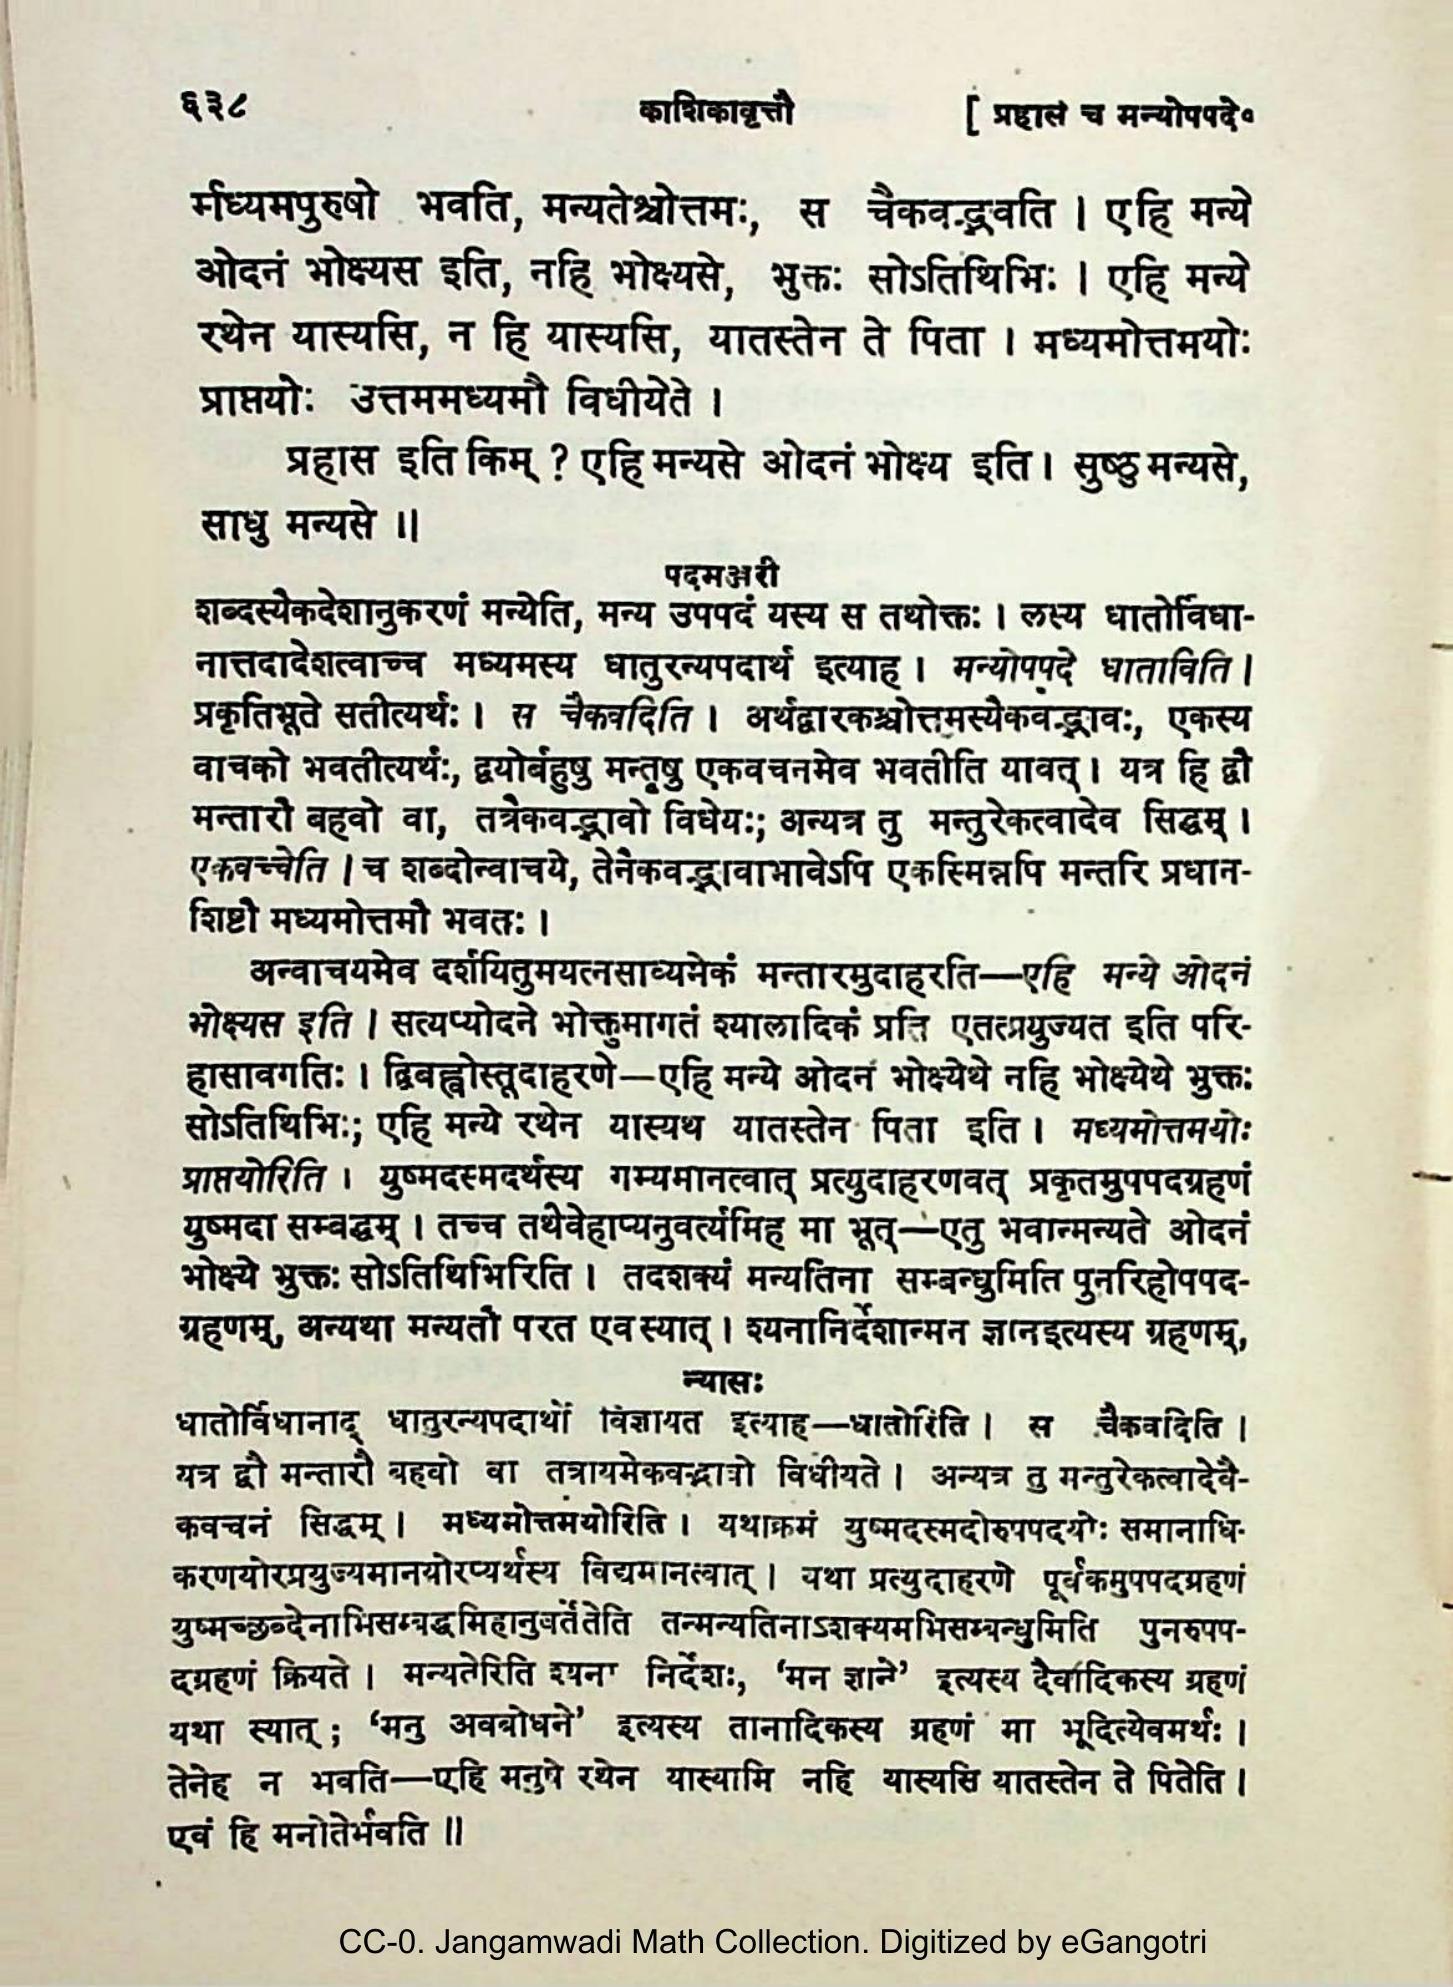 ६३८ काशिकावृत्तौ [ प्रहासे च मन्योपपदे०
र्मध्यमपुरुषो भवति, मन्यतेश्चोत्तमः, स चैकवद्भवति । एहि मन्ये
ओदनं भोक्ष्यस इति, नहि भोक्ष्यसे, भुक्तः सोऽतिथिभिः । एहि मन्ये
रथेन यास्यसि, न हि यास्यसि, यातस्तेन ते पिता । मध्यमोत्तमयोः
प्राप्तयोः उत्तममध्यमौ विधीयेते ।
प्रहास इति किम् ? एहि मन्यसे ओदनं भोक्ष्य इति । सुष्ठु मन्यसे,
साधु मन्यसे ॥
पदमञ्जरी
शब्दस्यैकदेशानुकरणं मन्येति, मन्य उपपदं यस्य स तथोक्तः । लस्य धातोर्विधा-
नात्तदादेशत्वाच्च मध्यमस्य धातुरन्यपदार्थ इत्याह । मन्योपपदे धाताविति ।
प्रकृतिभूते सतीत्यर्थः । स चैकवदिति । अर्थद्वारकश्चोत्तमस्यैकवद्भावः, एकस्य
वाचको भवतीत्यर्थः, द्वयोर्बहुषु मन्तृषु एकवचनमेव भवतीति यावत् । यत्र हि द्वौ
मन्तारौ बहवो वा, तत्रैकवद्भावो विधेयः; अन्यत्र तु मन्तुरेकत्वादेव सिद्धम् ।
एकवच्चेति । च शब्दोन्वाचये, तेनैकवद्भावाभावेऽपि एकस्मिन्नपि मन्तरि प्रधान-
शिष्टौ मध्यमोत्तमौ भवतः ।
अन्वाचयमेव दर्शयितुमयत्नसाव्यमेकं मन्तारमुदाहरति—एहि मन्ये ओदनं
भोक्ष्यस इति । सत्यप्योदने भोक्तुमागतं श्यालादिकं प्रति एतत्प्रयुज्यत इति परि-
हासावगतिः । द्विबह्वोस्तूदाहरणे—एहि मन्ये ओदनं भोक्ष्येथे नहि भोक्ष्येथे भुक्तः
सोऽतिथिभिः; एहि मन्ये रथेन यास्यथ यातस्तेन पिता इति । मध्यमोत्तमयोः
प्राप्तयोरिति । युष्मदस्मदर्थस्य गम्यमानत्वात् प्रत्युदाहरणवत् प्रकृतमुपपदग्रहणं
युष्मदा सम्बद्धम् । तच्च तथेवेहाप्यनुवर्त्यमिह मा भूत्—एतु भवान्मन्यते ओदनं
भोक्ष्ये भुक्तः सोऽतिथिभिरिति । तदशक्यं मन्यतिना सम्बन्धुमिति पुनरिहोपपद-
ग्रहणम्, अन्यथा मन्यतौ परत एव स्यात् । श्यनानिर्देशान्मन ज्ञानइत्यस्य ग्रहणम्,
न्यासः
धातोर्विधानाद् धातुरन्यपदार्थो विज्ञायत इत्याह—धातोरिति । स चैकवदिति ।
यत्र द्वौ मन्तारौ बहवो वा तत्रायमेकवद्भावो विधीयते । अन्यत्र तु मन्तुरेकत्वादेवै-
कवचनं सिद्धम् । मध्यमोत्तमयोरिति । यथाक्रमं युष्मदस्मदोरुपपदयोः समानाधि-
करणयोरप्रयुज्यमानयोरप्यर्थस्य विद्यमानत्वात् । यथा प्रत्युदाहरणे पूर्वकमुपपदग्रहणं
युष्मच्छब्देनाभिसम्बद्धमिहानुवर्तेतेति तन्मन्यतिनाऽशक्यमभिसम्बन्धुमिति पुनरुपप-
दग्रहणं क्रियते । मन्यतेरिति श्यना निर्देशः, ‘मन ज्ञाने’ इत्यस्य दैवादिकस्य ग्रहणं
यथा स्यात् ; ‘मनु अवबोधने’ इत्यस्य तानादिकस्य ग्रहणं मा भूदित्येवमर्थः ।
तेनेह न भवति—एहि मनुषे रथेन यास्यामि नहि यास्यसि यातस्तेन ते पितेति ।
एवं हि मनोतेर्भवति ॥
CC-0. Jangamwadi Math Collection. Digitized by eGangotri